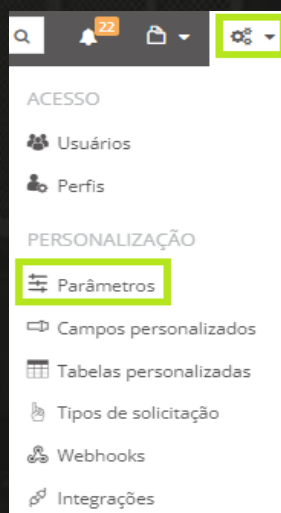 22
ACESSO
Usuários
Perfis
PERSONALIZAÇÃO
Parâmetros
Campos personalizados
Tabelas personalizadas
Tipos de solicitação
Webhooks
Integrações